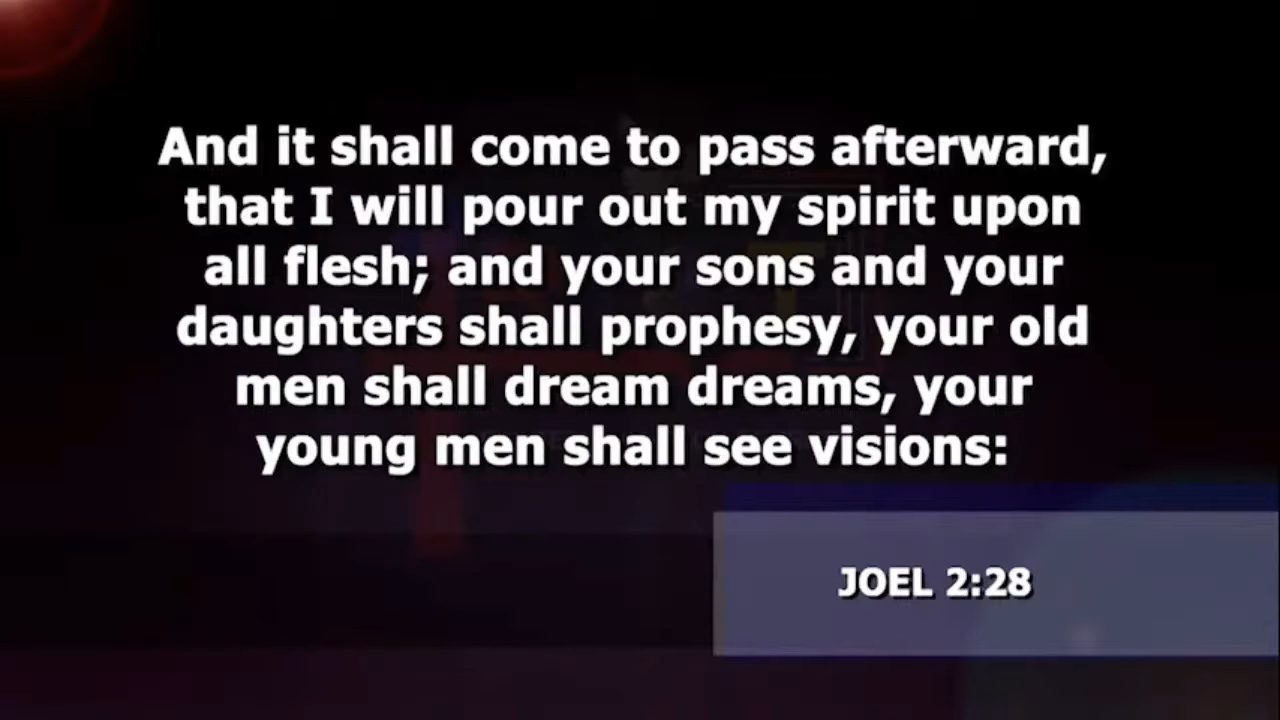 And it shall come to pass afterward,
that I will pour out my spirit upon
all flesh; and your sons and your
daughters shall prophesy, your old
men shall dream dreams, your
young men shall see visions:
JOEL 2:28